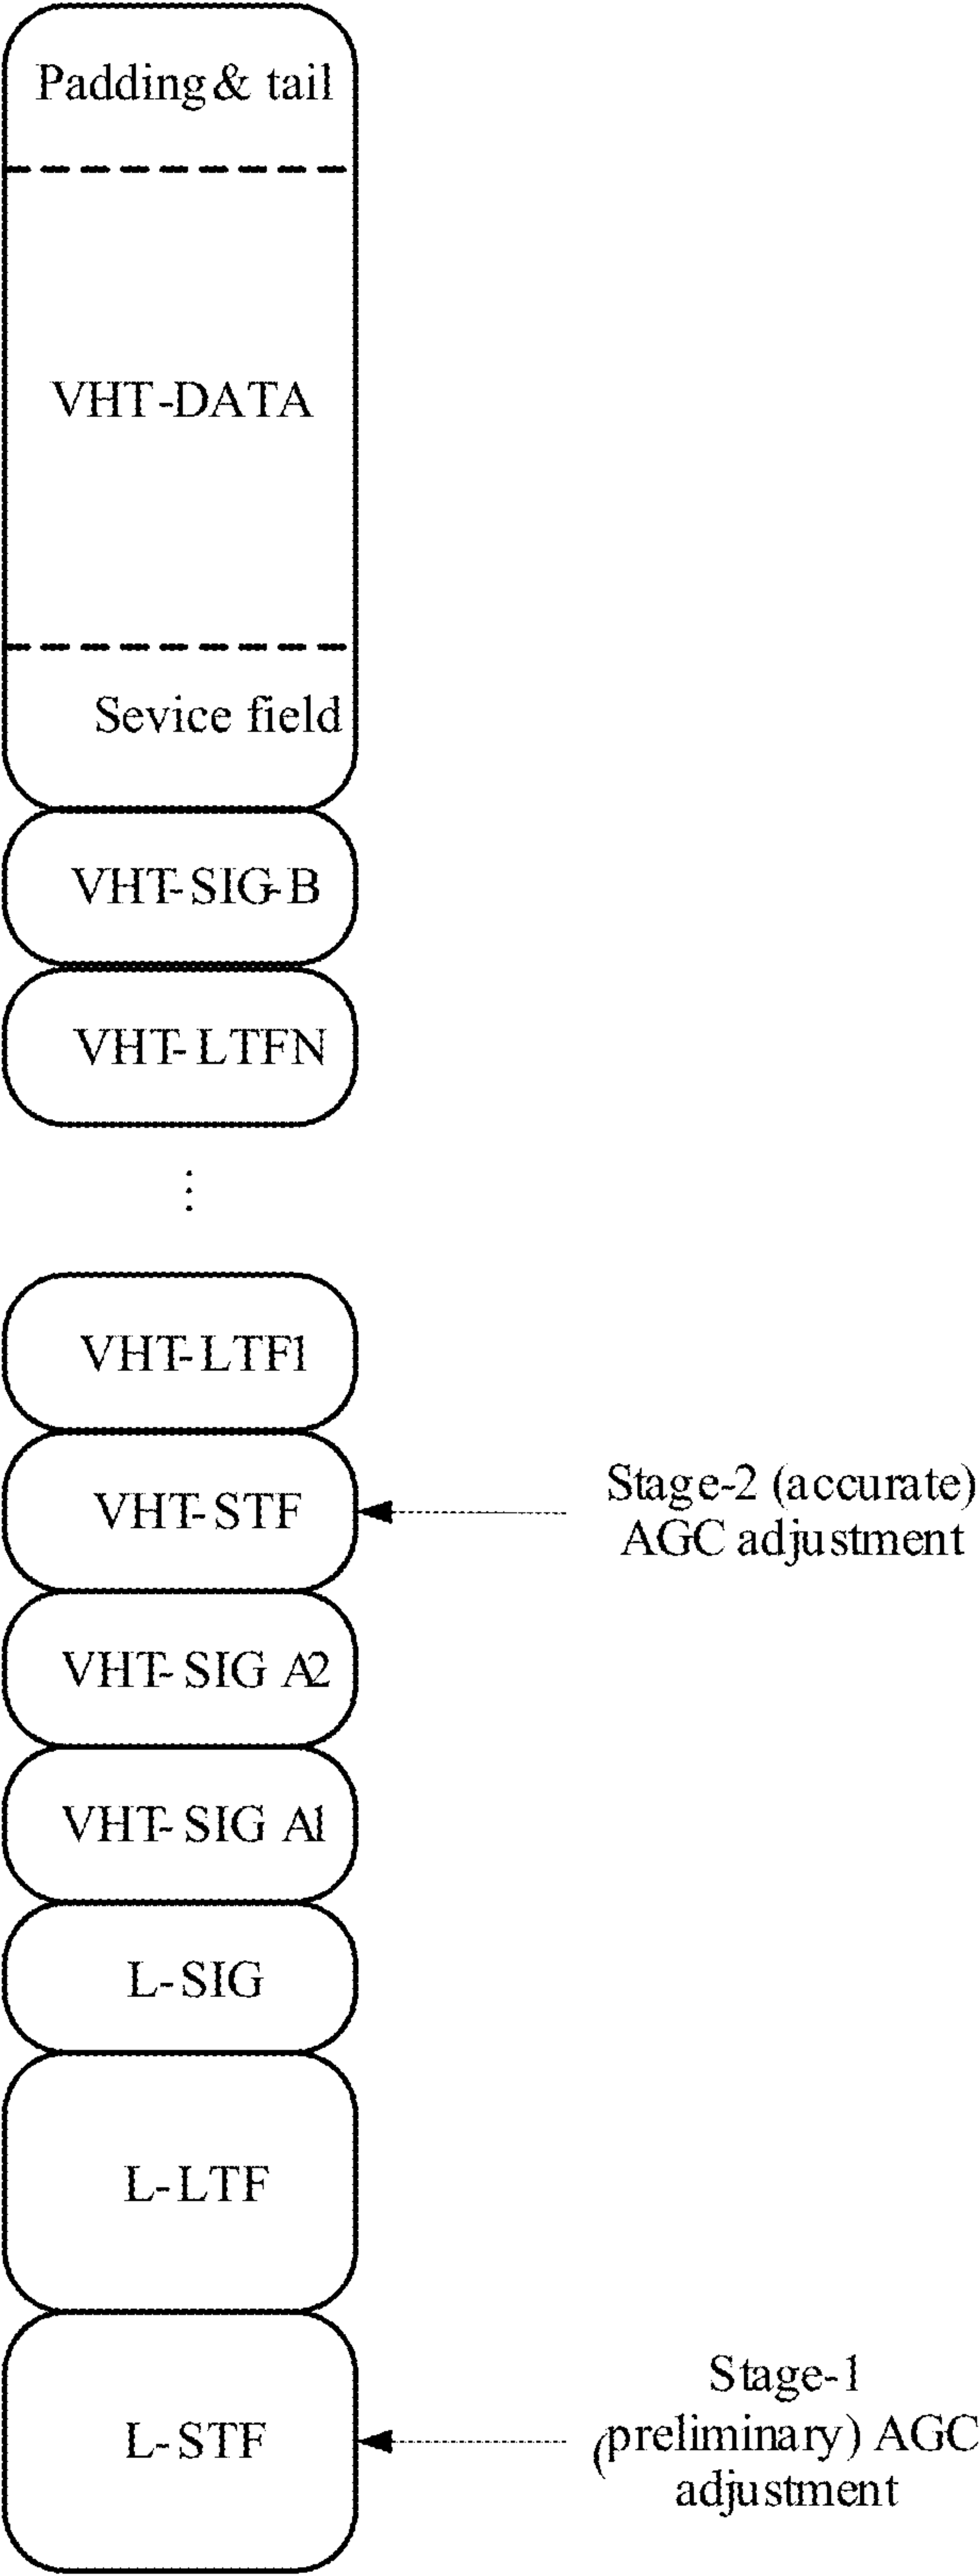 Padding & tail
VHT-DATA
Sevice field
VHT-SIG-B
VHT-LTFN
⋮
VHT-LTF1
VHT-STF
Stage-2 (accurate)
AGC adjustment
VHT-SIG A2
VHT-SIG A1
L-SIG
L-LTF
L-STF
Stage-1
(preliminary) AGC
adjustment